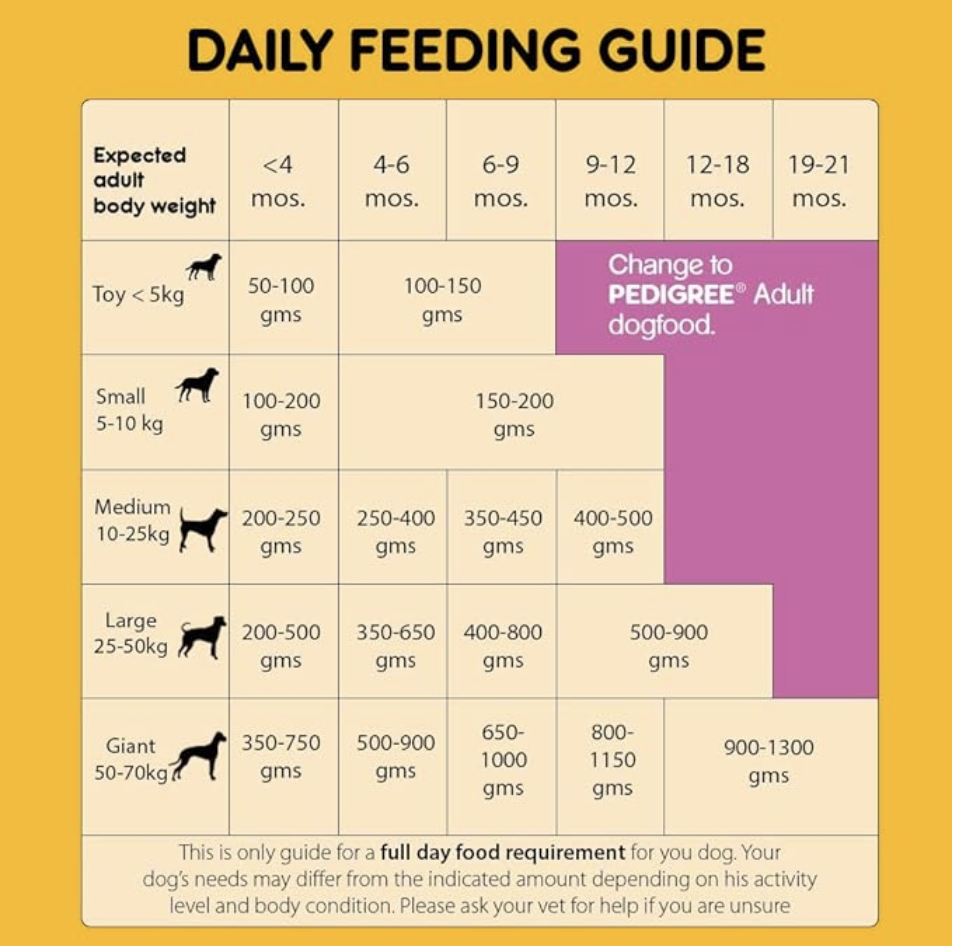 DAILY FEEDING GUIDE
Expected
adult
body weight
<4
mos.
4-6
mos.
6-9
mos.
9-12
mos.
12-18
mos.
19-21
mos.
Toy < 5kg
50-100
gms
100-150
gms
Change to
PEDIGREE® Adult
dogfood.
Small
5-10 kg
100-200
gms
150-200
gms
Medium
10-25kg
200-250
gms
250-400
gms
350-450
gms
400-500
gms
Large
25-50kg
200-500
gms
350-650
gms
400-800
gms
500-900
gms
Giant
50-70kg
350-750
gms
500-900
gms
650-
1000
gms
800-
1150
gms
900-1300
gms
This is only guide for a full day food requirement for you dog. Your
dog's needs may differ from the indicated amount depending on his activity
level and body condition. Please ask your vet for help if you are unsure